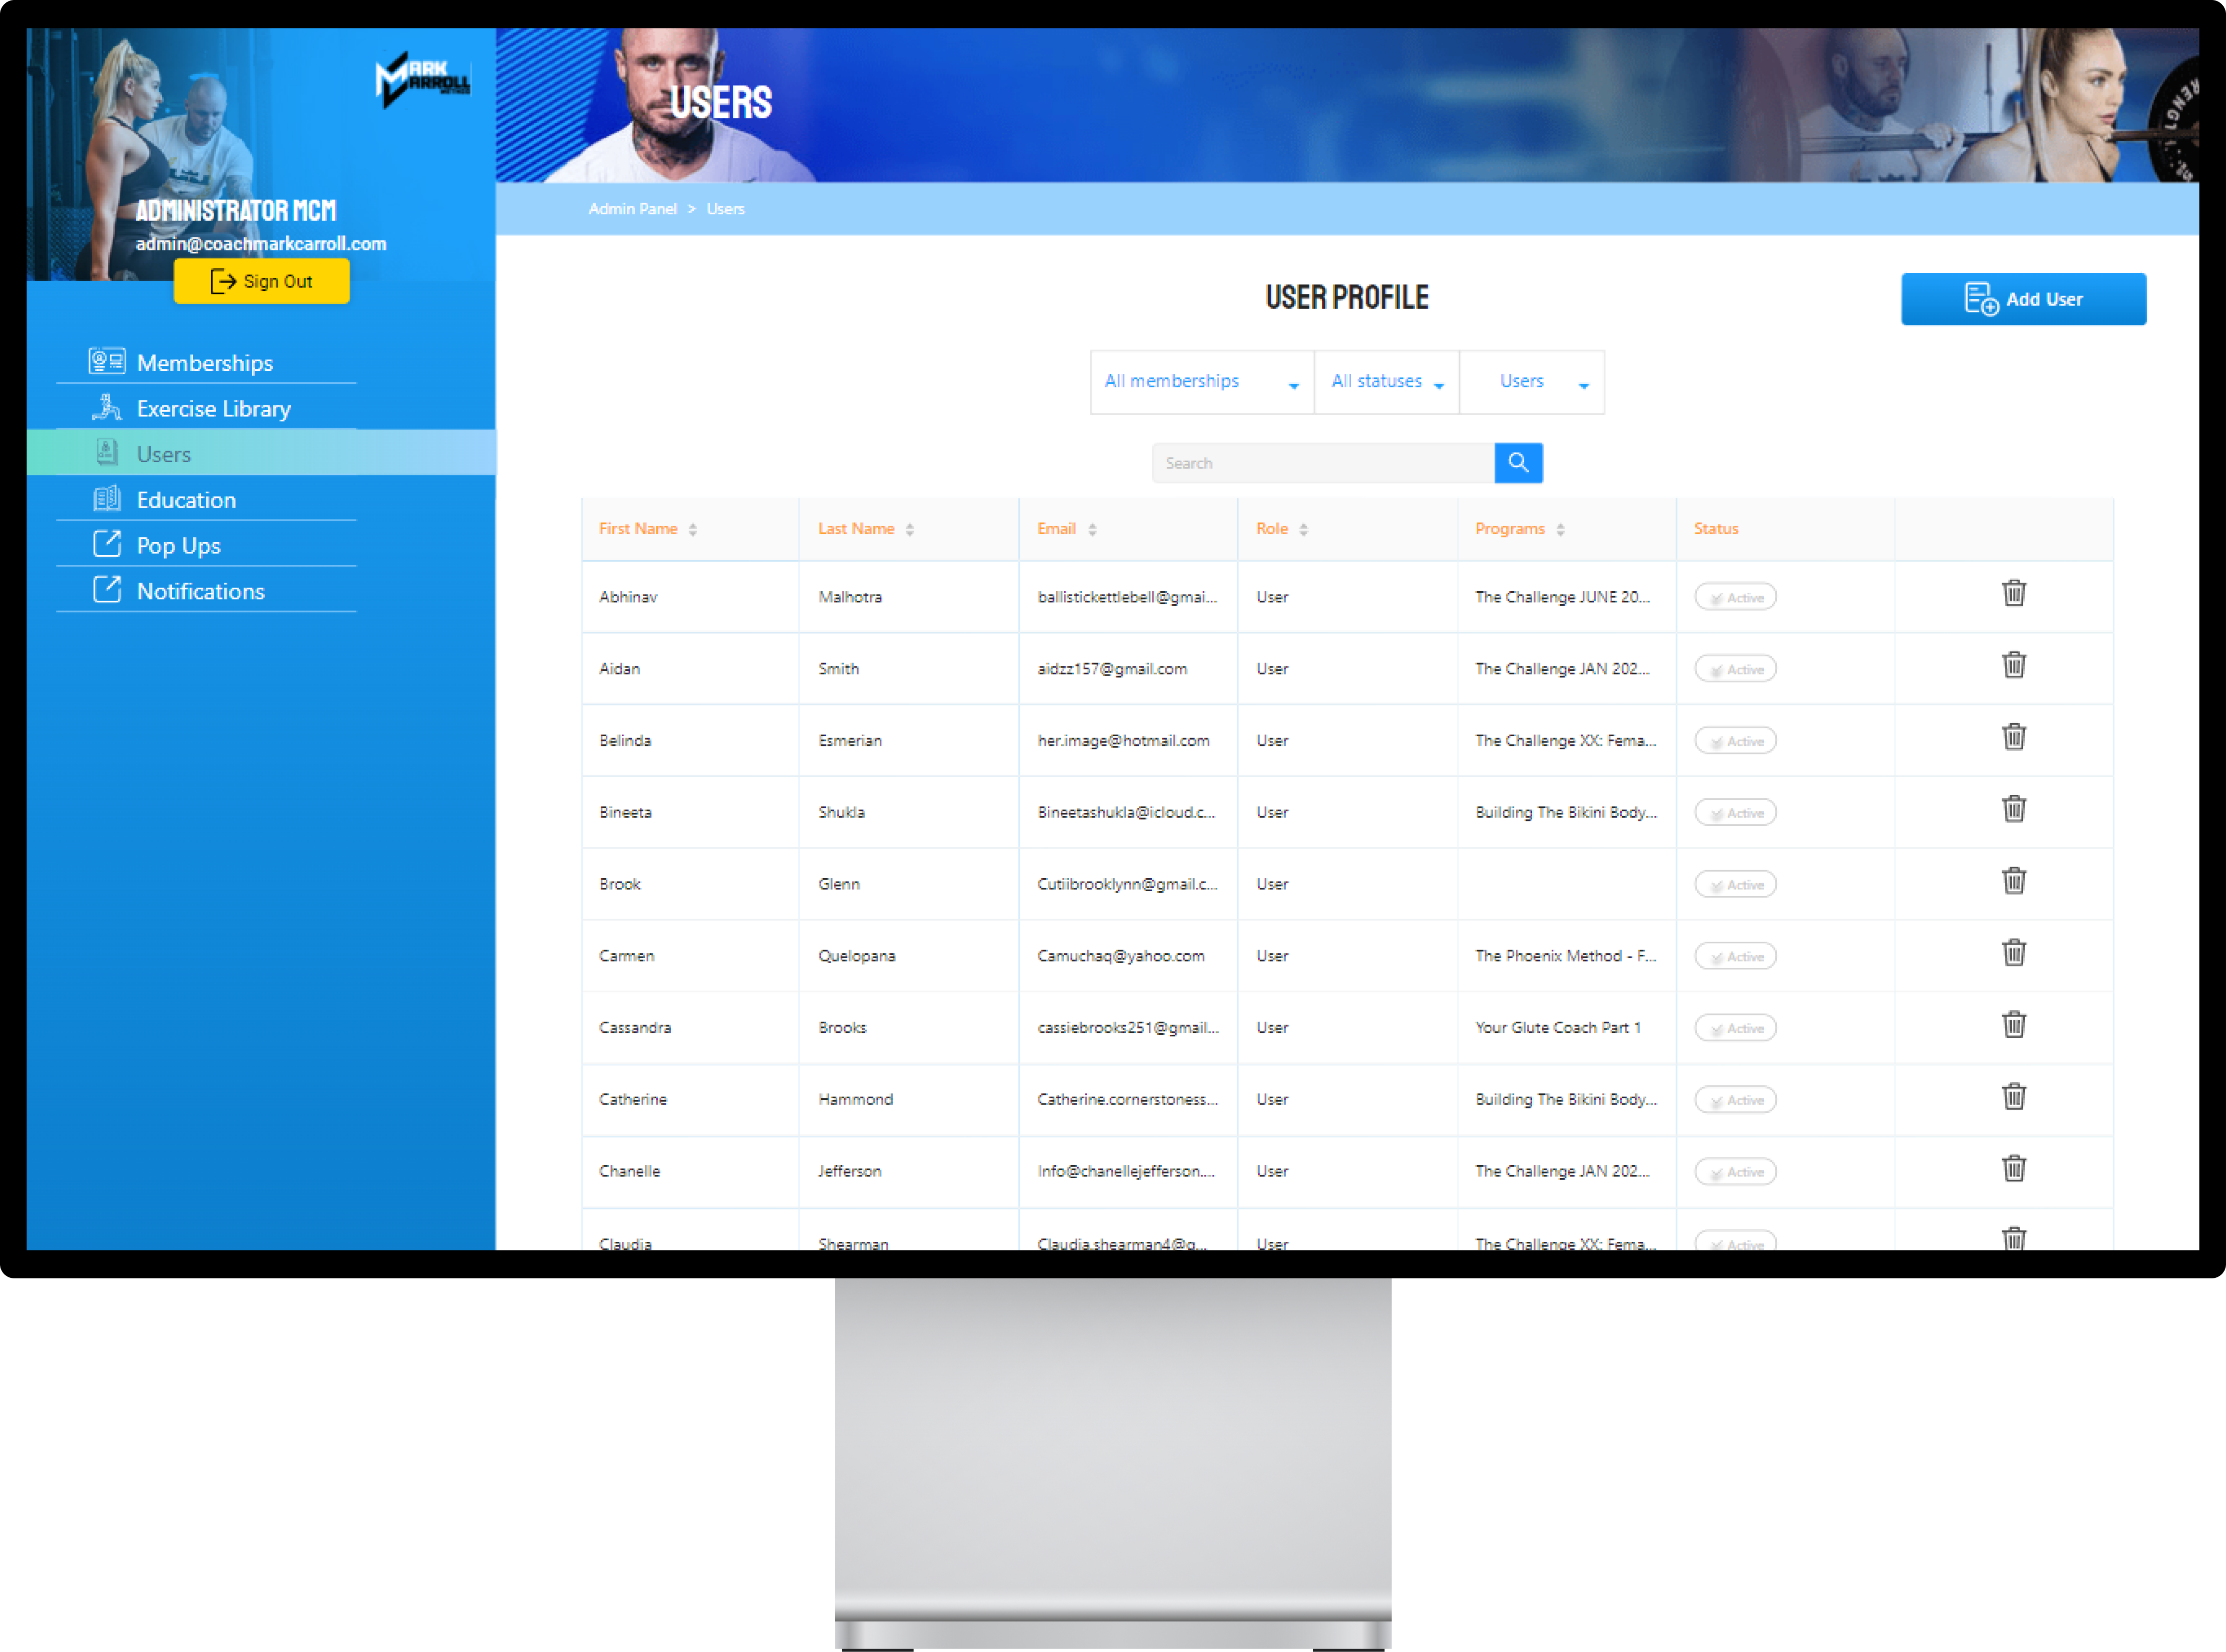 MARK
CARROLL
METHOD
ADMINISTRATOR MCM
admin@coachmarkcarroll.com
Sign Out
Memberships
Exercise Library
Users
Education
Pop Ups
Notifications
USERS
Admin Panel > Users
USER PROFILE
Add User
All memberships All statuses Users
Search
First Name Last Name Email Role Programs Status
Abhinav Malhotra ballistickettlebell@gmai... User The Challenge JUNE 20... Active
Aidan Smith aidzz157@gmail.com User The Challenge JAN 202... Active
Belinda Esmerian her.image@hotmail.com User The Challenge XX: Fema... Active
Bineeta Shukla Bineetashukla@icloud.c... User Building The Bikini Body... Active
Brook Glenn Cutiibrooklynn@gmail.c... User Active
Carmen Quelopana Camuchaq@yahoo.com User The Phoenix Method - F... Active
Cassandra Brooks cassiebrooks251@gmail... User Your Glute Coach Part 1 Active
Catherine Hammond Catherine.cornerstoness... User Building The Bikini Body... Active
Chanelle Jefferson Info@chanellejefferson.... User The Challenge JAN 202... Active
Claudia Shearman Claudia.shearman4@g... User The Challenge XX: Fema... Active